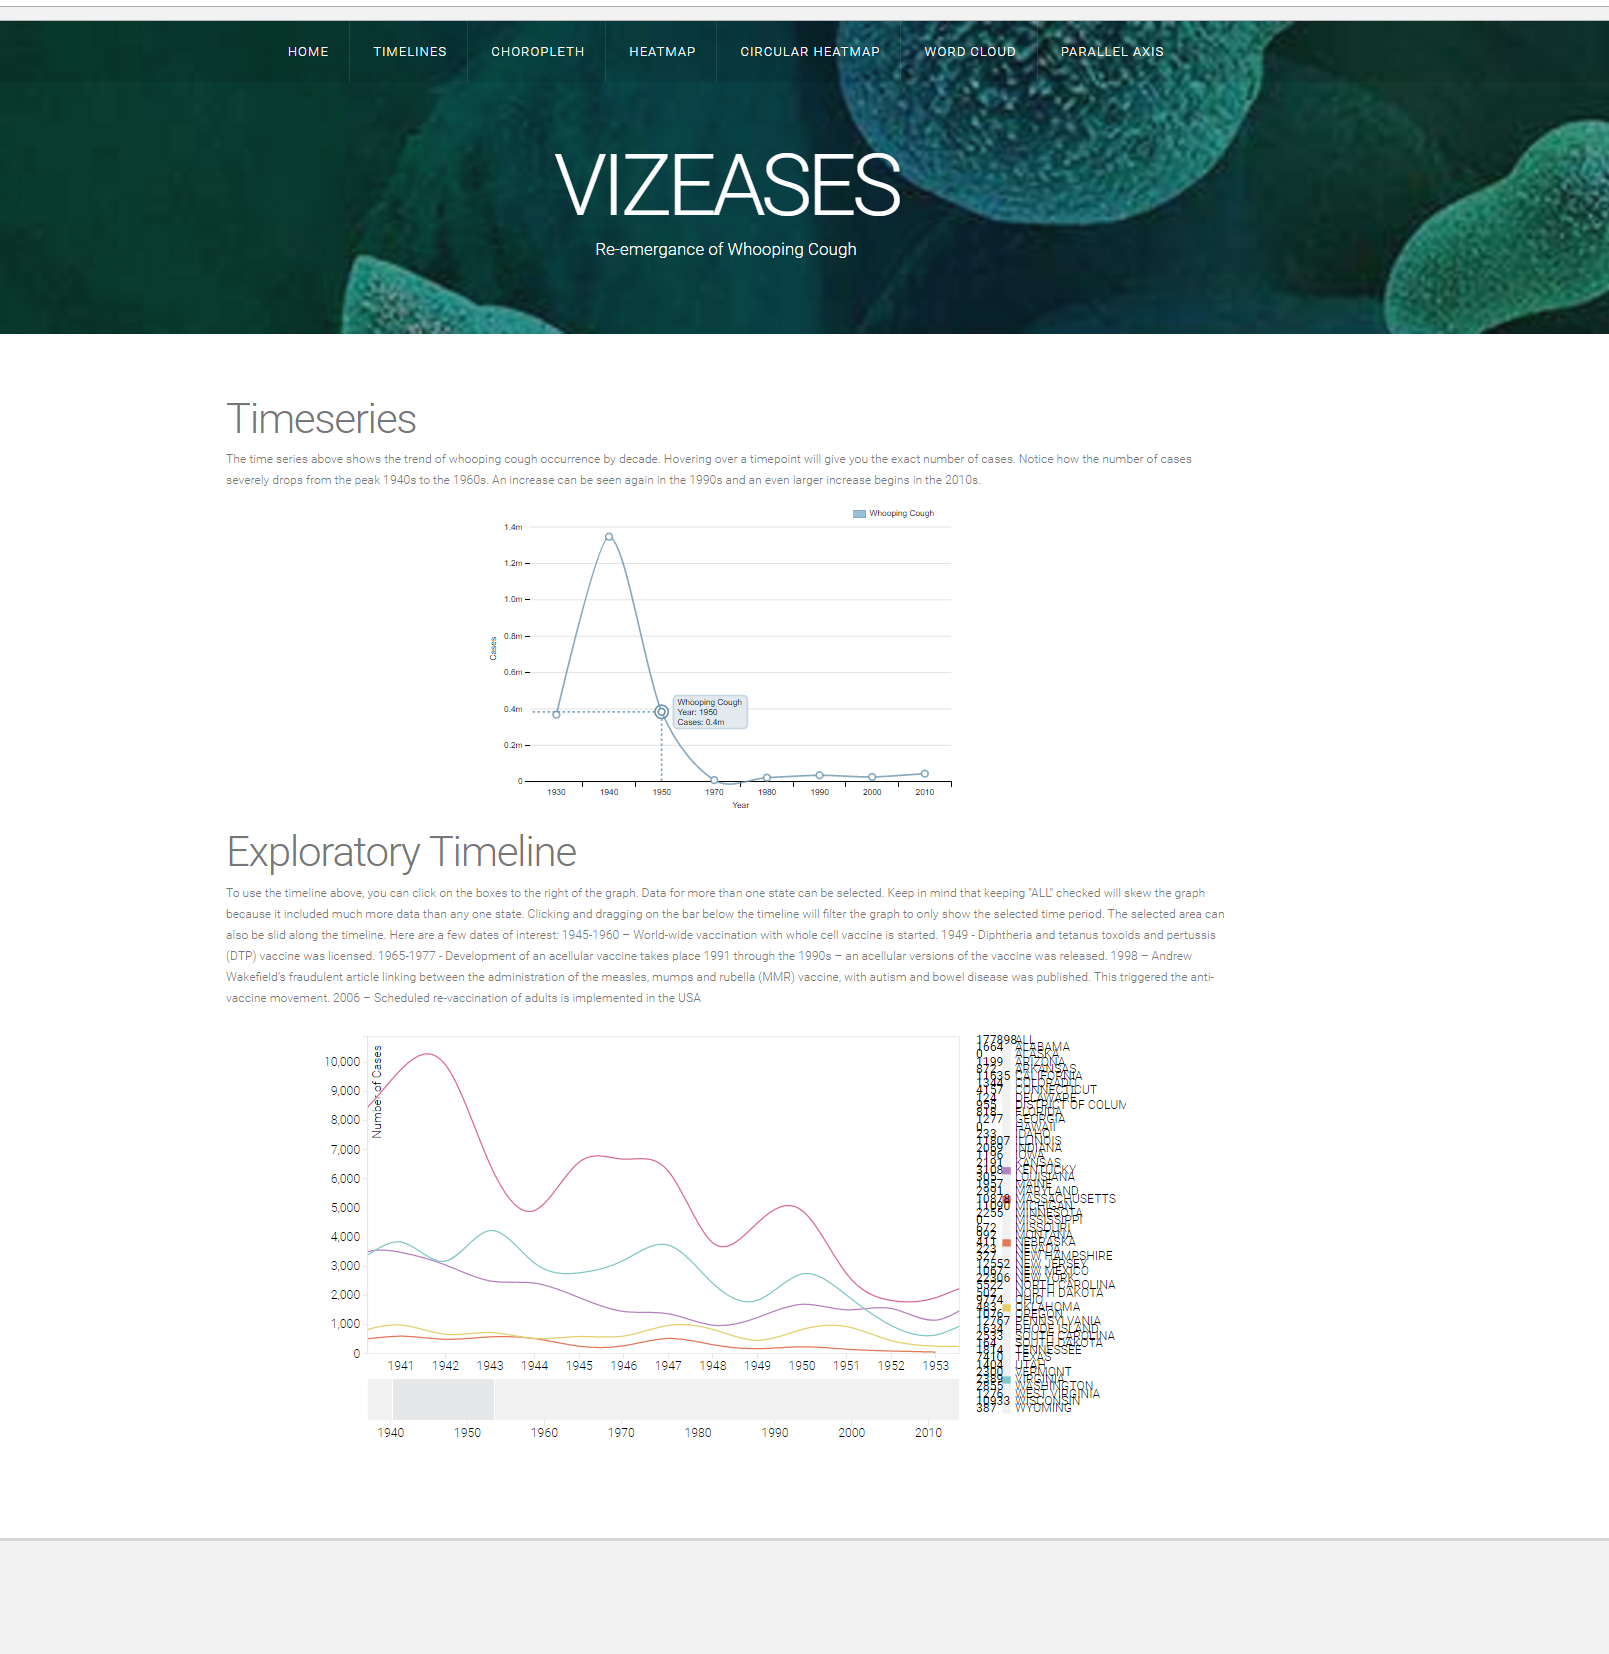 HOME TIMELINES CHOROPLETH HEATMAP CIRCULAR HEATMAP WORD CLOUD PARALLEL AXIS
VIZEASES
Re-emergance of Whooping Cough
Timeseries
The time series above shows the trend of whooping cough occurrence by decade. Hovering over a timepoint will give you the exact number of cases. Notice how the number of cases
severely drops from the peak 1940s to the 1960s. An increase can be seen again in the 1990s and an even larger increase begins in the 2010s.
Whooping Cough
1.4m
1.2m
1.0m
0.8m
0.6m
0.4m
0.2m
0
Cases
Whooping Cough
Year: 1950
Cases: 0.4m
1930 1940 1950 1970 1980 1990 2000 2010
Year
Exploratory Timeline
To use the timeline above, you can click on the boxes to the right of the graph. Data for more than one state can be selected. Keep in mind that keeping "ALL" checked will skew the graph
because it included much more data than any one state. Clicking and dragging on the bar below the timeline will filter the graph to only show the selected time period. The selected area can
also be slid along the timeline. Here are a few dates of interest: 1945-1960 – World-wide vaccination with whole cell vaccine is started. 1949 - Diphtheria and tetanus toxoids and pertussis
(DTP) vaccine was licensed. 1965-1977 - Development of an acellular vaccine takes place 1991 through the 1990s – an acellular versions of the vaccine was released. 1998 – Andrew
Wakefield's fraudulent article linking between the administration of the measles, mumps and rubella (MMR) vaccine, with autism and bowel disease was published. This triggered the anti-
vaccine movement. 2006 – Scheduled re-vaccination of adults is implemented in the USA
Number of Cases
10,000
9,000
8,000
7,000
6,000
5,000
4,000
3,000
2,000
1,000
0
1941 1942 1943 1944 1945 1946 1947 1948 1949 1950 1951 1952 1953
1940 1950 1960 1970 1980 1990 2000 2010
177898 ALL
1664 ALABAMA
0 ALASKA
1199 ARIZONA
872 ARKANSAS
11635 CALIFORNIA
1344 COLORADO
4157 CONNECTICUT
124 DELAWARE
955 DISTRICT OF COLUM
818 FLORIDA
1277 GEORGIA
0 HAWAII
233 IDAHO
11807 ILLINOIS
2069 INDIANA
1196 IOWA
2191 KANSAS
3108 KENTUCKY
305 LOUISIANA
1957 MAINE
2991 MARYLAND
10878 MASSACHUSETTS
11090 MICHIGAN
2255 MINNESOTA
0 MISSISSIPPI
672 MISSOURI
992 MONTANA
411 NEBRASKA
223 NEVADA
327 NEW HAMPSHIRE
12552 NEW JERSEY
1067 NEW MEXICO
22306 NEW YORK
5522 NORTH CAROLINA
502 NORTH DAKOTA
9774 OHIO
483 OKLAHOMA
1076 OREGON
12767 PENNSYLVANIA
1634 RHODE ISLAND
2533 SOUTH CAROLINA
164 SOUTH DAKOTA
1814 TENNESSEE
7410 TEXAS
1404 UTAH
2300 VERMONT
2389 VIRGINIA
2855 WASHINGTON
1276 WEST VIRGINIA
10933 WISCONSIN
387 WYOMING